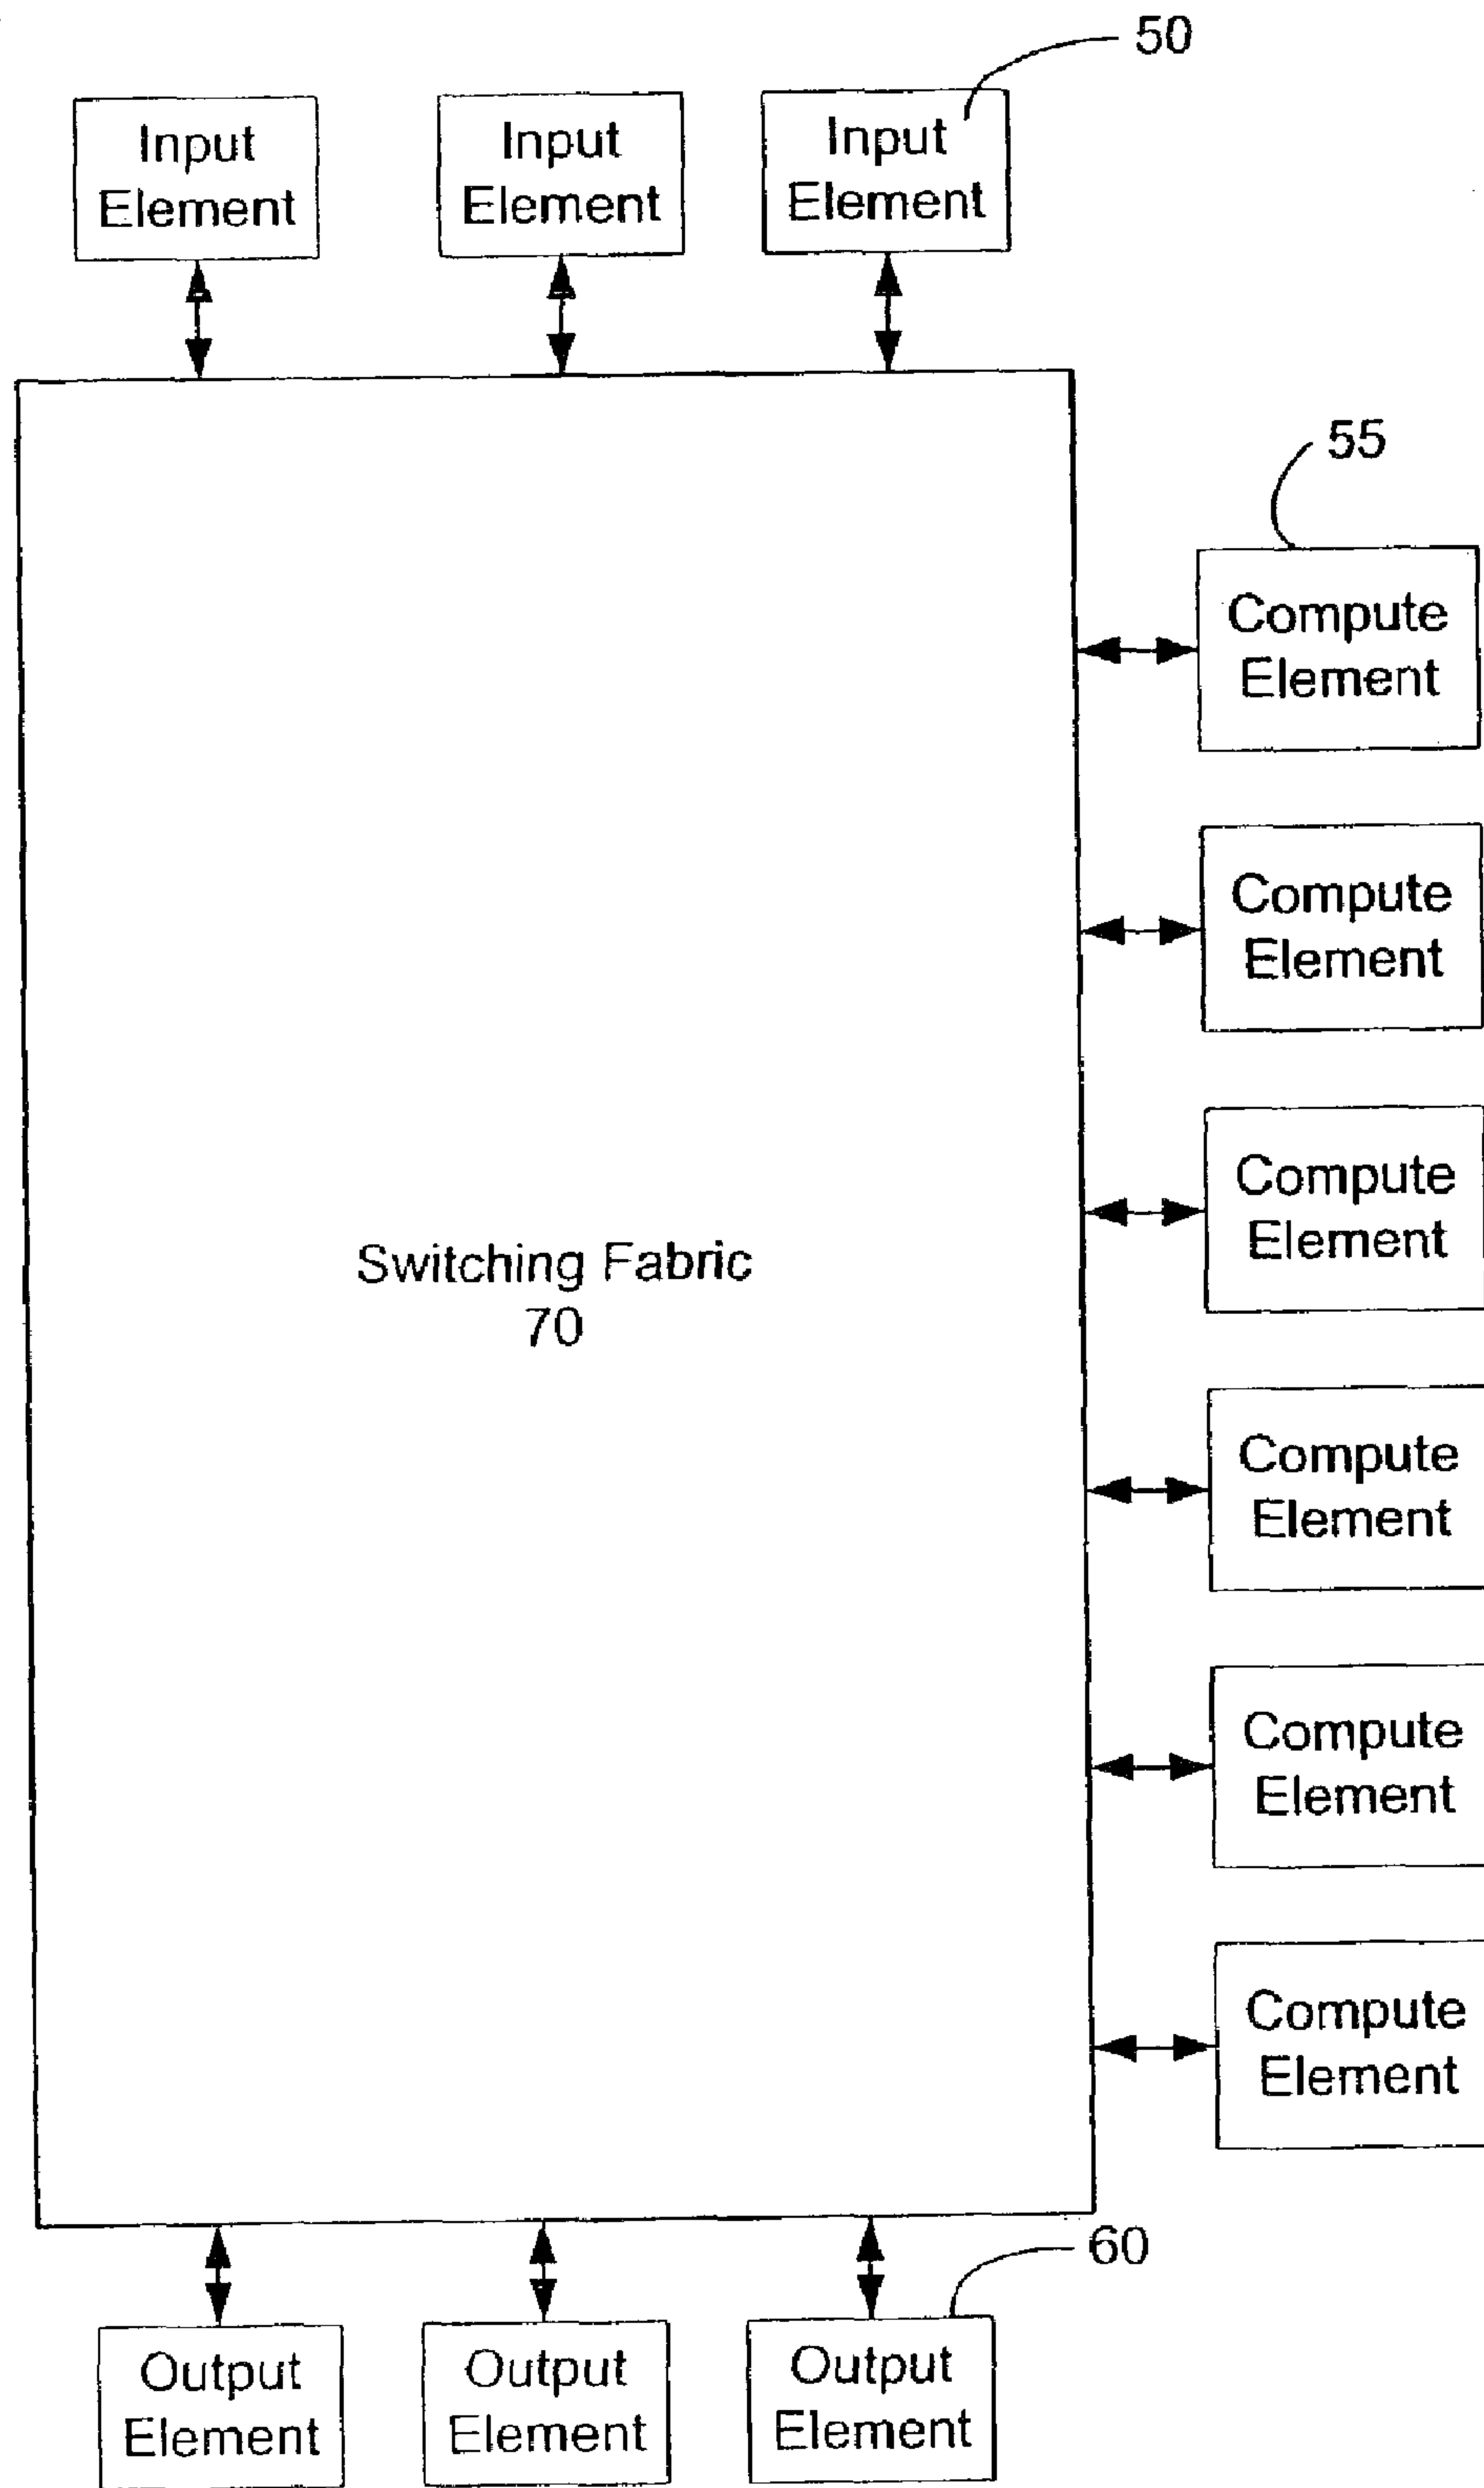 50
Input
Element
Input
Element
Input
Element
55
Compute
Element
Compute
Element
Compute
Element
Switching Fabric
70
Compute
Element
Compute
Element
Compute
Element
60
Output
Element
Output
Element
Output
Element